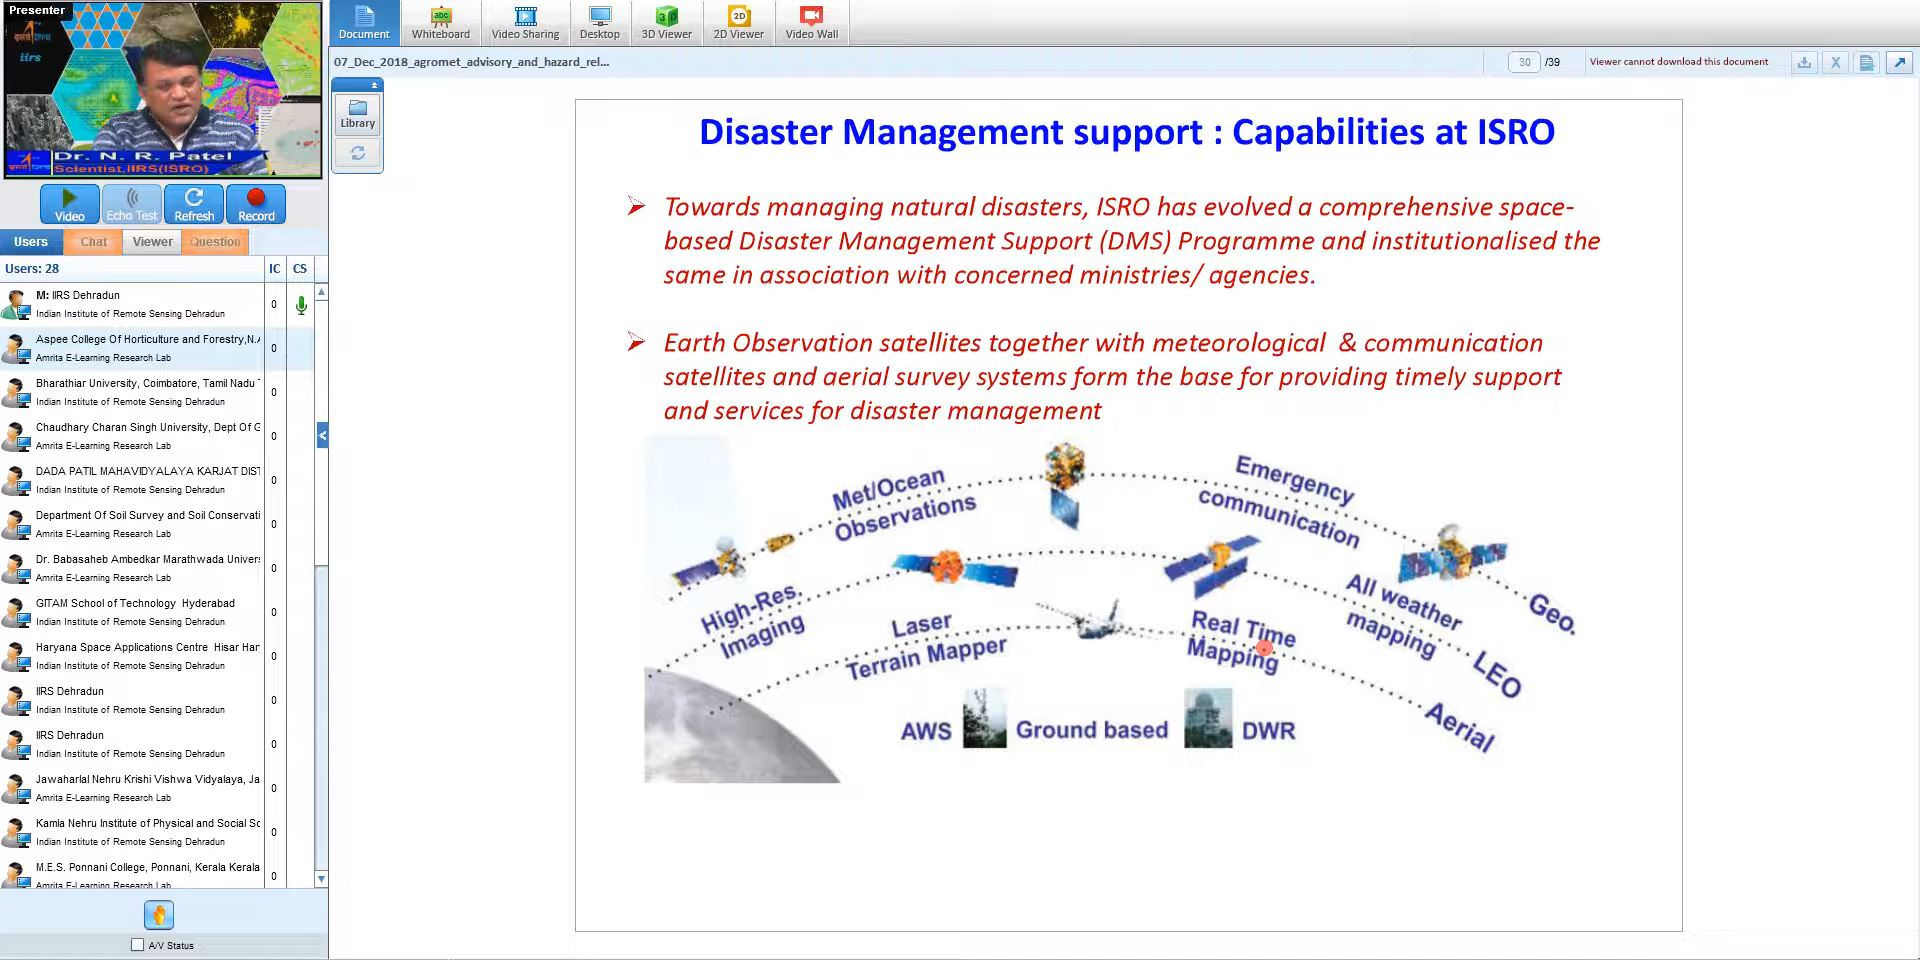 Presenter
iirs
Dr. N. R. Patel
Scientist,IIRS(ISRO)
Video
Echo Test
Refresh
Record
Users
Chat
Viewer
Question
Users: 28
IC
CS
M: IIRS Dehradun
0
Indian Institute of Remote Sensing Dehradun
Aspee College Of Horticulture and Forestry,N.A
0
Amrita E-Learning Research Lab
Bharathiar University, Coimbatore, Tamil Nadu
0
Indian Institute of Remote Sensing Dehradun
Chaudhary Charan Singh University, Dept Of G
0
Amrita E-Learning Research Lab
DADA PATIL MAHAVIDYALAYA KARJAT DIST
0
Indian Institute of Remote Sensing Dehradun
Department Of Soil Survey and Soil Conservati
0
Amrita E-Learning Research Lab
Dr. Babasaheb Ambedkar Marathwada Univers
0
Amrita E-Learning Research Lab
GITAM School of Technology Hyderabad
0
Indian Institute of Remote Sensing Dehradun
Haryana Space Applications Centre Hisar Har
0
Indian Institute of Remote Sensing Dehradun
IIRS Dehradun
0
Indian Institute of Remote Sensing Dehradun
IIRS Dehradun
0
Indian Institute of Remote Sensing Dehradun
Jawaharlal Nehru Krishi Vishwa Vidyalaya, Ja
0
Amrita E-Learning Research Lab
Kamla Nehru Institute of Physical and Social Sc
0
Indian Institute of Remote Sensing Dehradun
M.E.S. Ponnani College, Ponnani, Kerala Kerala
0
Amrita E-Learning Research Lab
A/V Status
Document
Whiteboard
Video Sharing
Desktop
3D Viewer
2D Viewer
Video Wall
abc
3D
2D
07_Dec_2018_agromet_advisory_and_hazard_rel...
30 /39
Viewer cannot download this document
X
Library
Disaster Management support : Capabilities at ISRO
Towards managing natural disasters, ISRO has evolved a comprehensive space-
based Disaster Management Support (DMS) Programme and institutionalised the
same in association with concerned ministries/ agencies.
Earth Observation satellites together with meteorological & communication
satellites and aerial survey systems form the base for providing timely support
and services for disaster management
Met/Ocean
Observations
Emergency
communication
Geo.
High-Res.
Imaging
All weather
mapping
LEO
Laser
Terrain Mapper
Real Time
Mapping
Aerial
AWS
Ground based
DWR